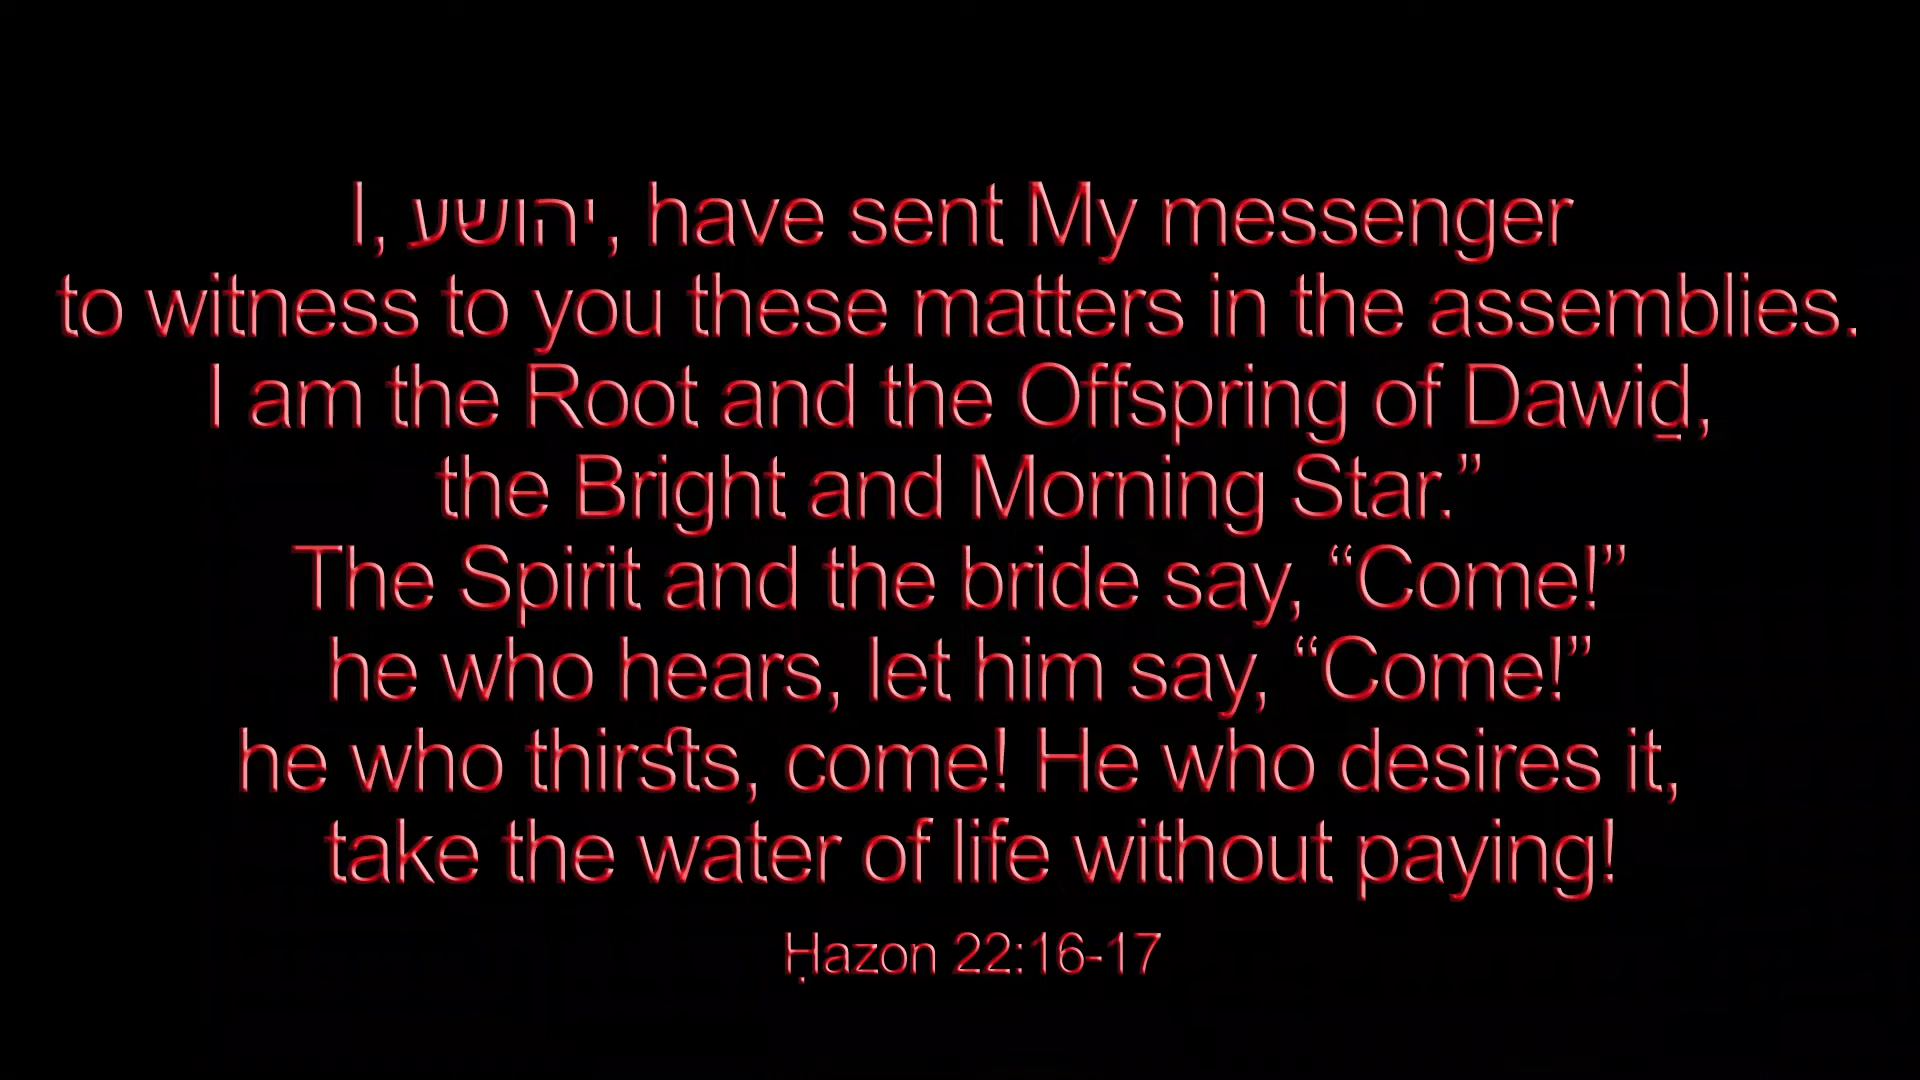 I, יהושע, have sent My messenger
to witness to you these matters in the assemblies.
I am the Root and the Offspring of Dawiḏ,
the Bright and Morning Star.”
The Spirit and the bride say, “Come!”
he who hears, let him say, “Come!”
he who thirsts, come! He who desires it,
take the water of life without paying!
Ḥazon 22:16-17